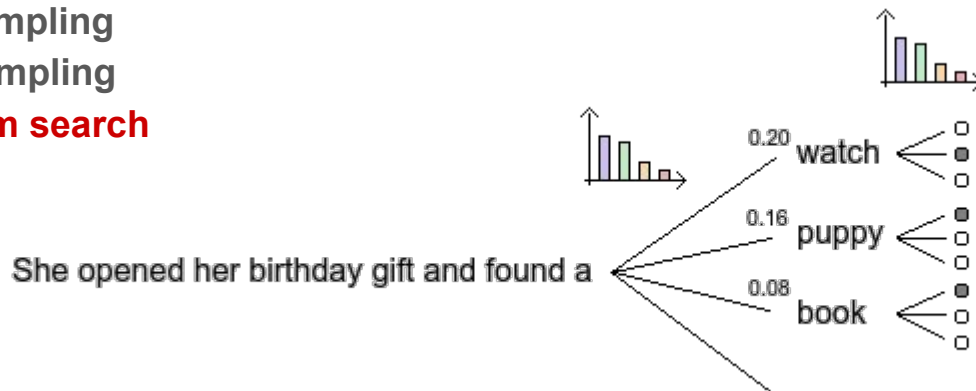 mpling
mpling
m search
0.20 watch
0.16 puppy
She opened her birthday gift and found a
0.08 book